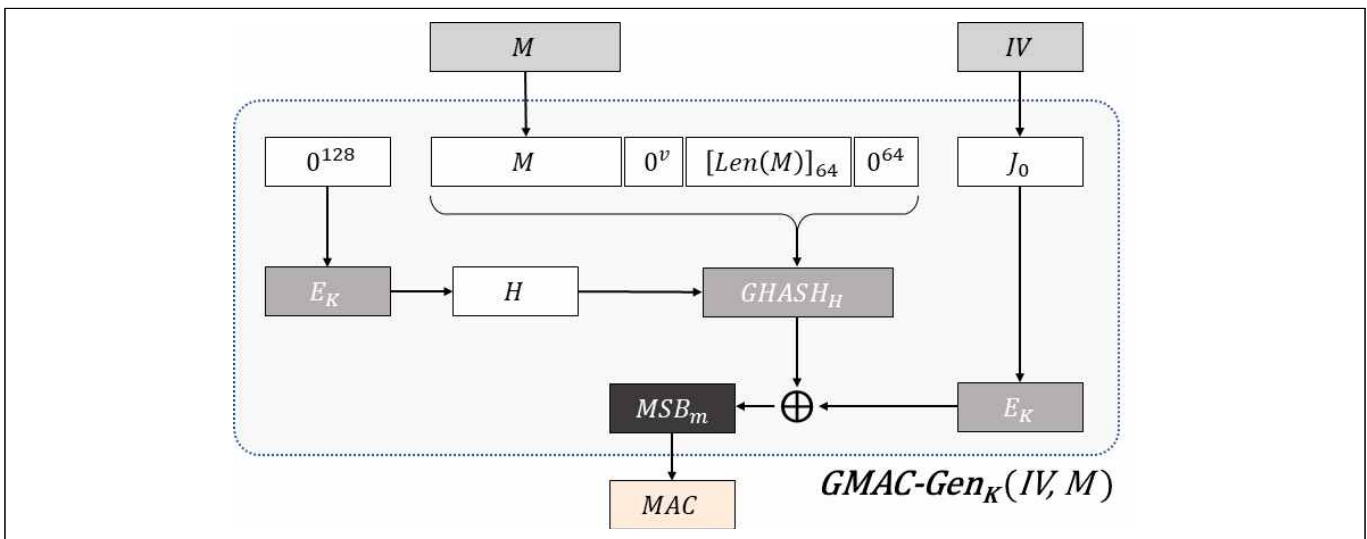 M IV
0^128 M 0^v [Len(M)]_64 0^64 J_0
E_K H GHASH_H
MSB_m ⊕ E_K
MAC GMAC-Gen_K(IV, M)